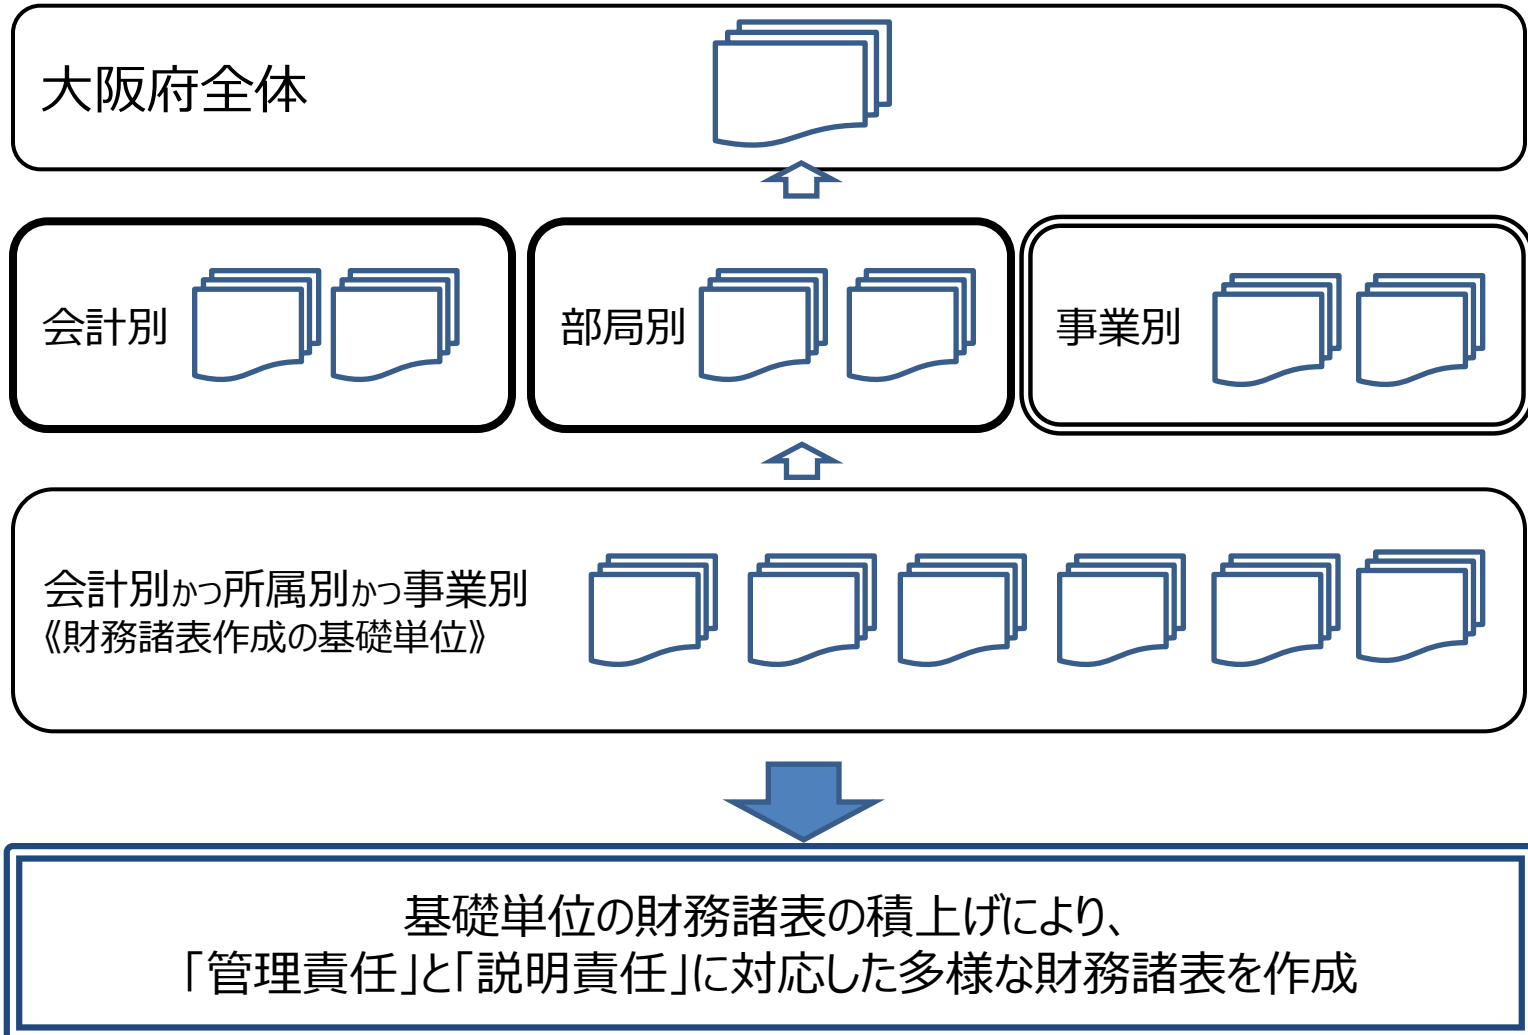 大阪府全体
会計別
部局別
事業別
会計別かつ所属別かつ事業別
《財務諸表作成の基礎単位》
基礎単位の財務諸表の積上げにより、
「管理責任」と「説明責任」に対応した多様な財務諸表を作成